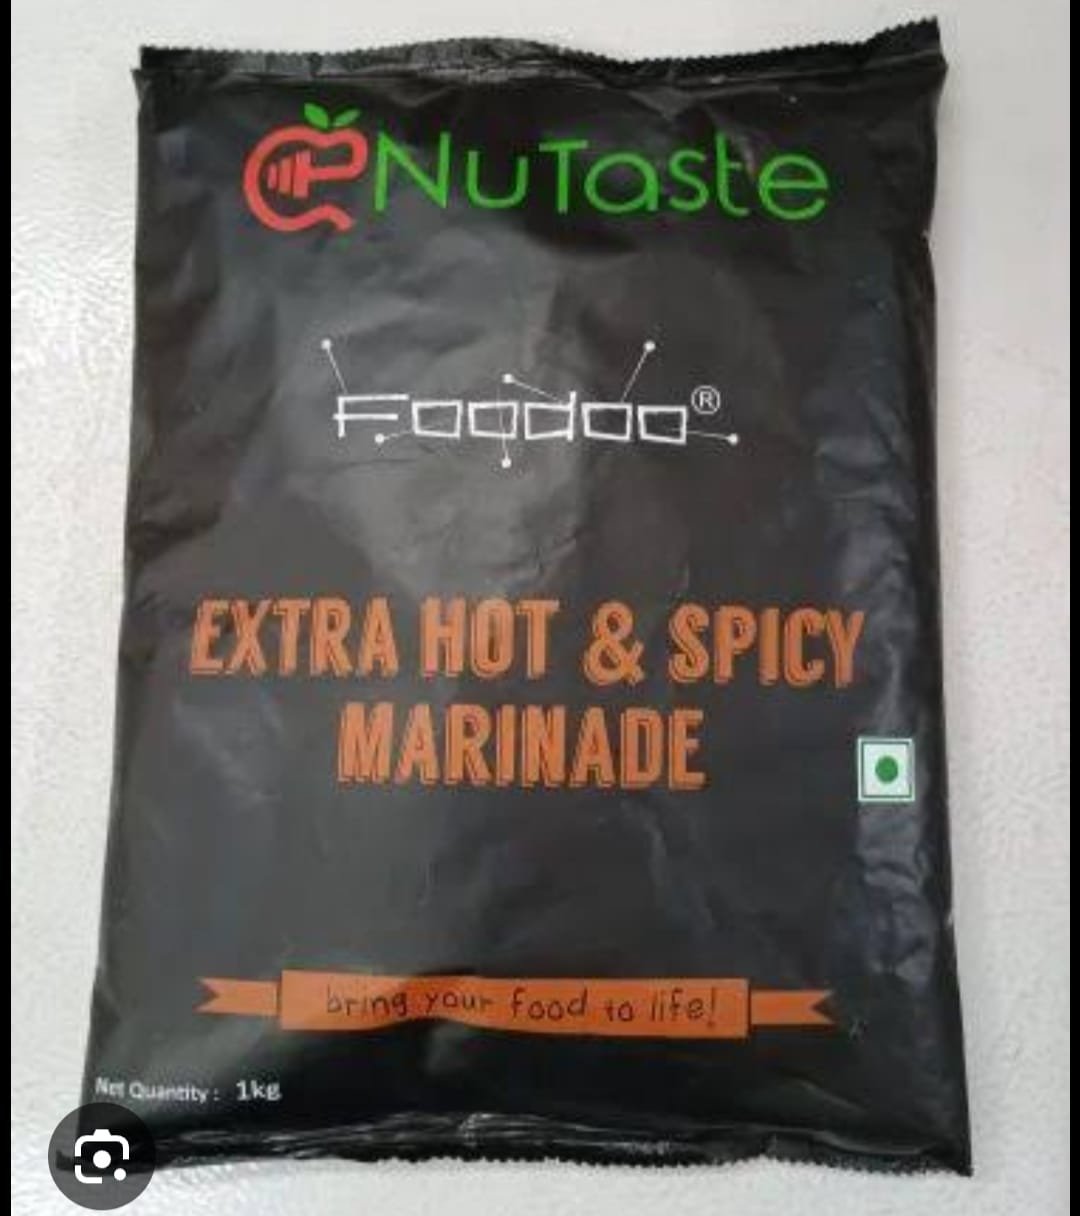 NuTaste
Foodoo®
EXTRA HOT & SPICY
MARINADE
bring your food to life!
Net Quantity : 1kg